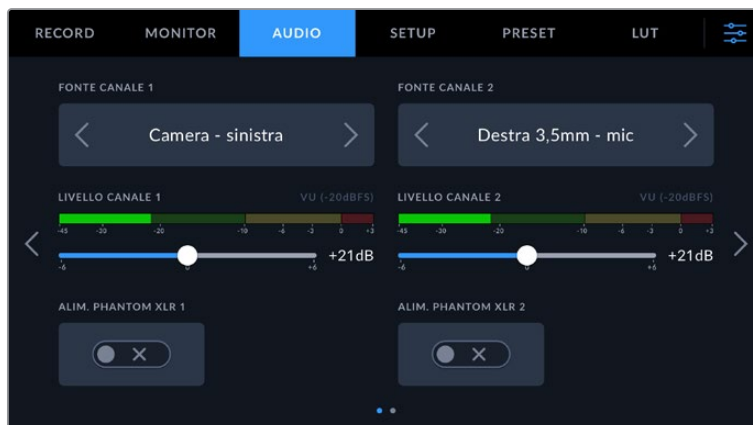 RECORD MONITOR AUDIO SETUP PRESET LUT
FONTE CANALE 1 FONTE CANALE 2
Camera - sinistra Destra 3,5mm - mic
LIVELLO CANALE 1 VU (-20dBFS) LIVELLO CANALE 2 VU (-20dBFS)
-45 -30 -20 -10 -6 -3 0 +3 -45 -30 -20 -10 -6 -3 0 +3
+21dB +21dB
-6 0 +6 -6 0 +6
ALIM. PHANTOM XLR 1 ALIM. PHANTOM XLR 2